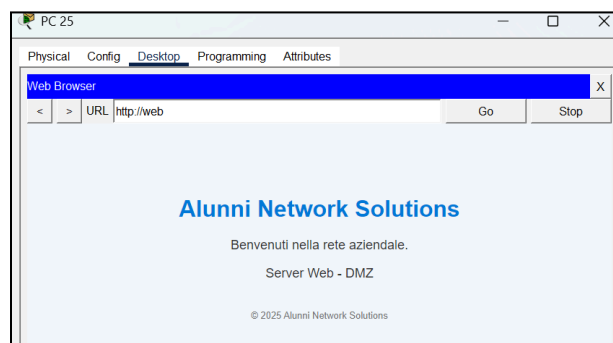 PC 25
Physical Config Desktop Programming Attributes
Web Browser X
< > URL http://web Go Stop
Alunni Network Solutions
Benvenuti nella rete aziendale.
Server Web - DMZ
© 2025 Alunni Network Solutions